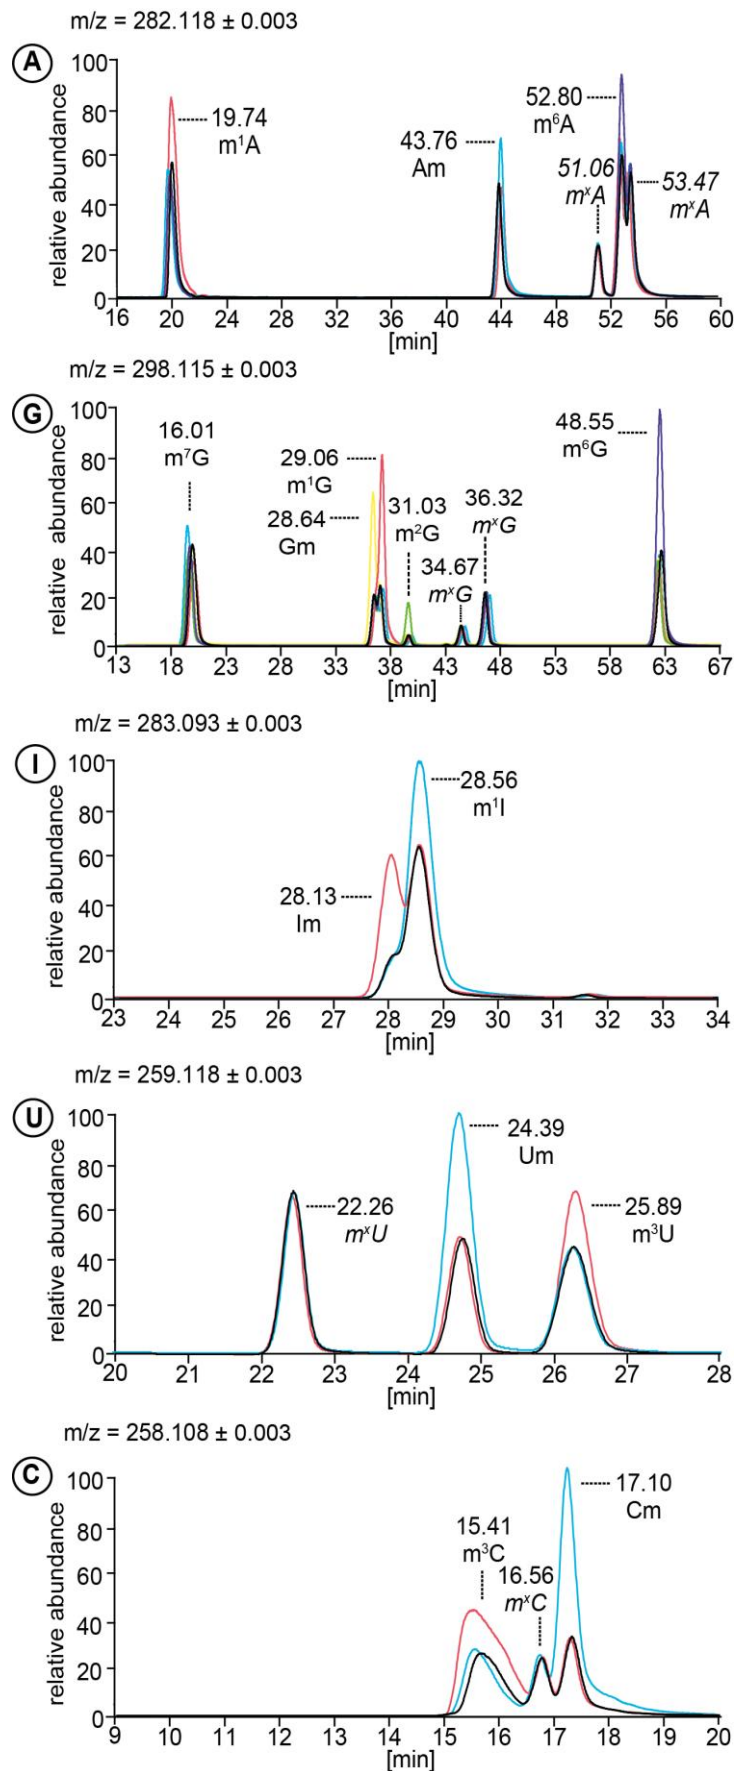 m/z = 282.118 ± 0.003
A
relative abundance
100
80
60
40
20
0
19.74
m¹A
43.76
Am
52.80
m⁶A
51.06
mˣA
53.47
mˣA
16 20 24 28 32 36 40 44 48 52 56 60
[min]
m/z = 298.115 ± 0.003
G
relative abundance
100
80
60
40
20
0
16.01
m⁷G
29.06
m¹G
28.64
Gm
31.03
m²G
34.67
mˣG
36.32
mˣG
48.55
m⁶G
13 18 23 28 33 38 43 48 53 58 63 67
[min]
m/z = 283.093 ± 0.003
I
relative abundance
100
80
60
40
20
0
28.56
m¹I
28.13
Im
23 24 25 26 27 28 29 30 31 32 33 34
[min]
m/z = 259.118 ± 0.003
U
relative abundance
100
80
60
40
20
0
22.26
mˣU
24.39
Um
25.89
m³U
20 21 22 23 24 25 26 27 28
[min]
m/z = 258.108 ± 0.003
C
relative abundance
100
80
60
40
20
0
15.41
m³C
16.56
mˣC
17.10
Cm
9 10 11 12 13 14 15 16 17 18 19 20
[min]